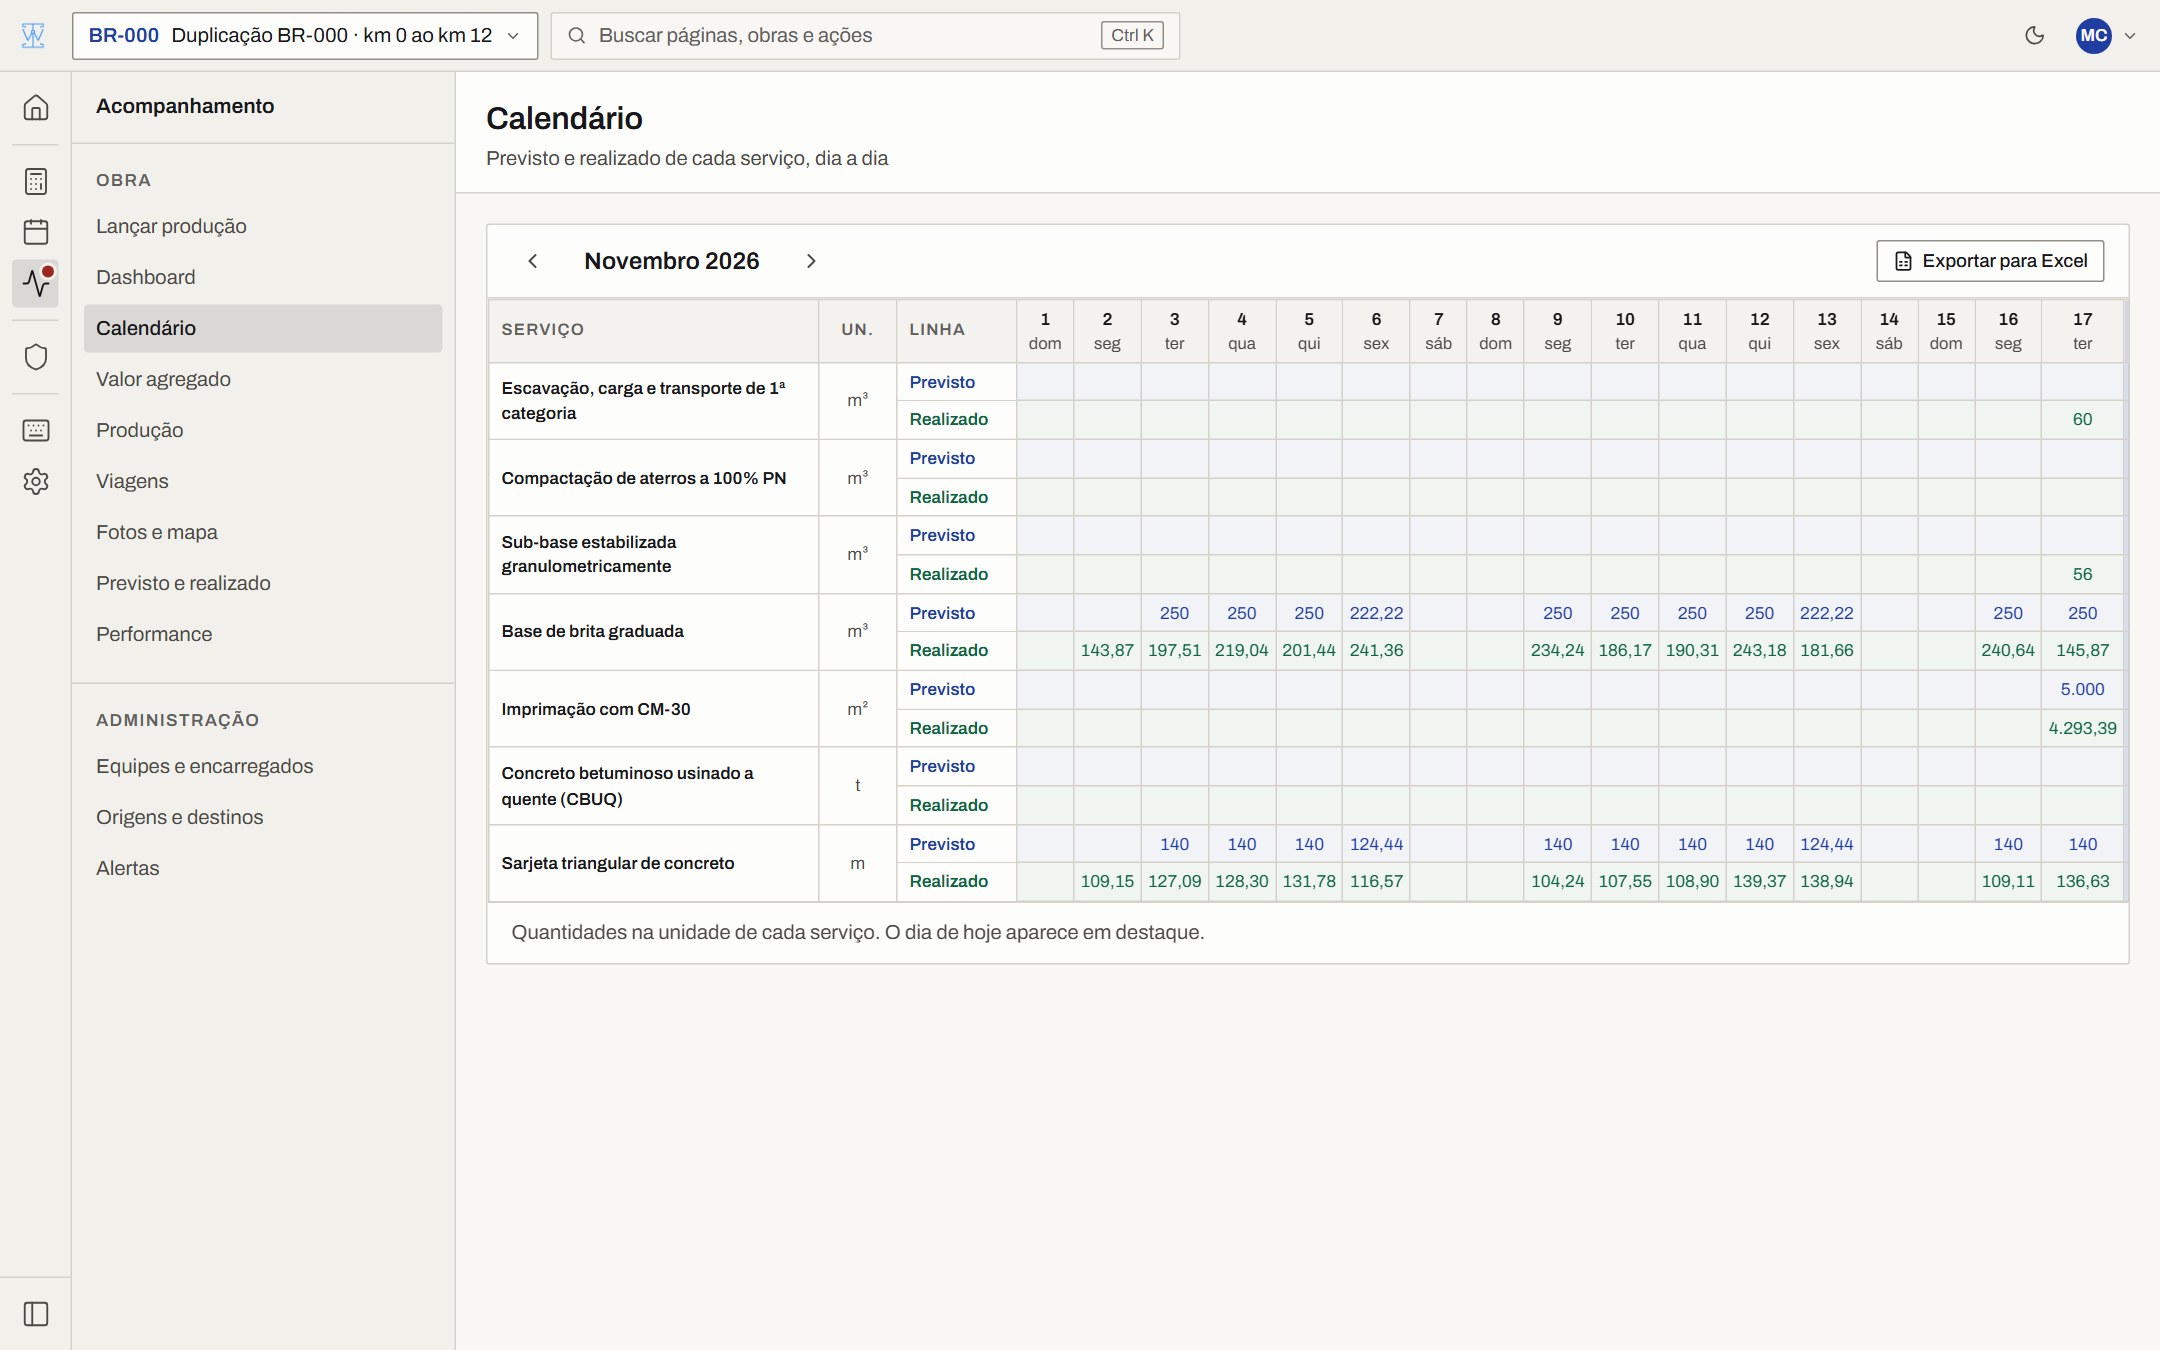 BR-000 Duplicação BR-000 · km 0 ao km 12
Buscar páginas, obras e ações
Ctrl K
MC
Acompanhamento
OBRA
Lançar produção
Dashboard
Calendário
Valor agregado
Produção
Viagens
Fotos e mapa
Previsto e realizado
Performance
ADMINISTRAÇÃO
Equipes e encarregados
Origens e destinos
Alertas
Calendário
Previsto e realizado de cada serviço, dia a dia
Novembro 2026
Exportar para Excel
SERVIÇO UN. LINHA 1 2 3 4 5 6 7 8 9 10 11 12 13 14 15 16 17
dom seg ter qua qui sex sáb dom seg ter qua qui sex sáb dom seg ter
Escavação, carga e transporte de 1ª
categoria
m³
Previsto
Realizado 60
Compactação de aterros a 100% PN
m³
Previsto
Realizado
Sub-base estabilizada
granulometricamente
m³
Previsto
Realizado 56
Base de brita graduada
m³
Previsto 250 250 250 222,22 250 250 250 250 222,22 250 250
Realizado 143,87 197,51 219,04 201,44 241,36 234,24 186,17 190,31 243,18 181,66 240,64 145,87
Imprimação com CM-30
m²
Previsto 5.000
Realizado 4.293,39
Concreto betuminoso usinado a
quente (CBUQ)
t
Previsto
Realizado
Sarjeta triangular de concreto
m
Previsto 140 140 140 124,44 140 140 140 140 124,44 140 140
Realizado 109,15 127,09 128,30 131,78 116,57 104,24 107,55 108,90 139,37 138,94 109,11 136,63
Quantidades na unidade de cada serviço. O dia de hoje aparece em destaque.